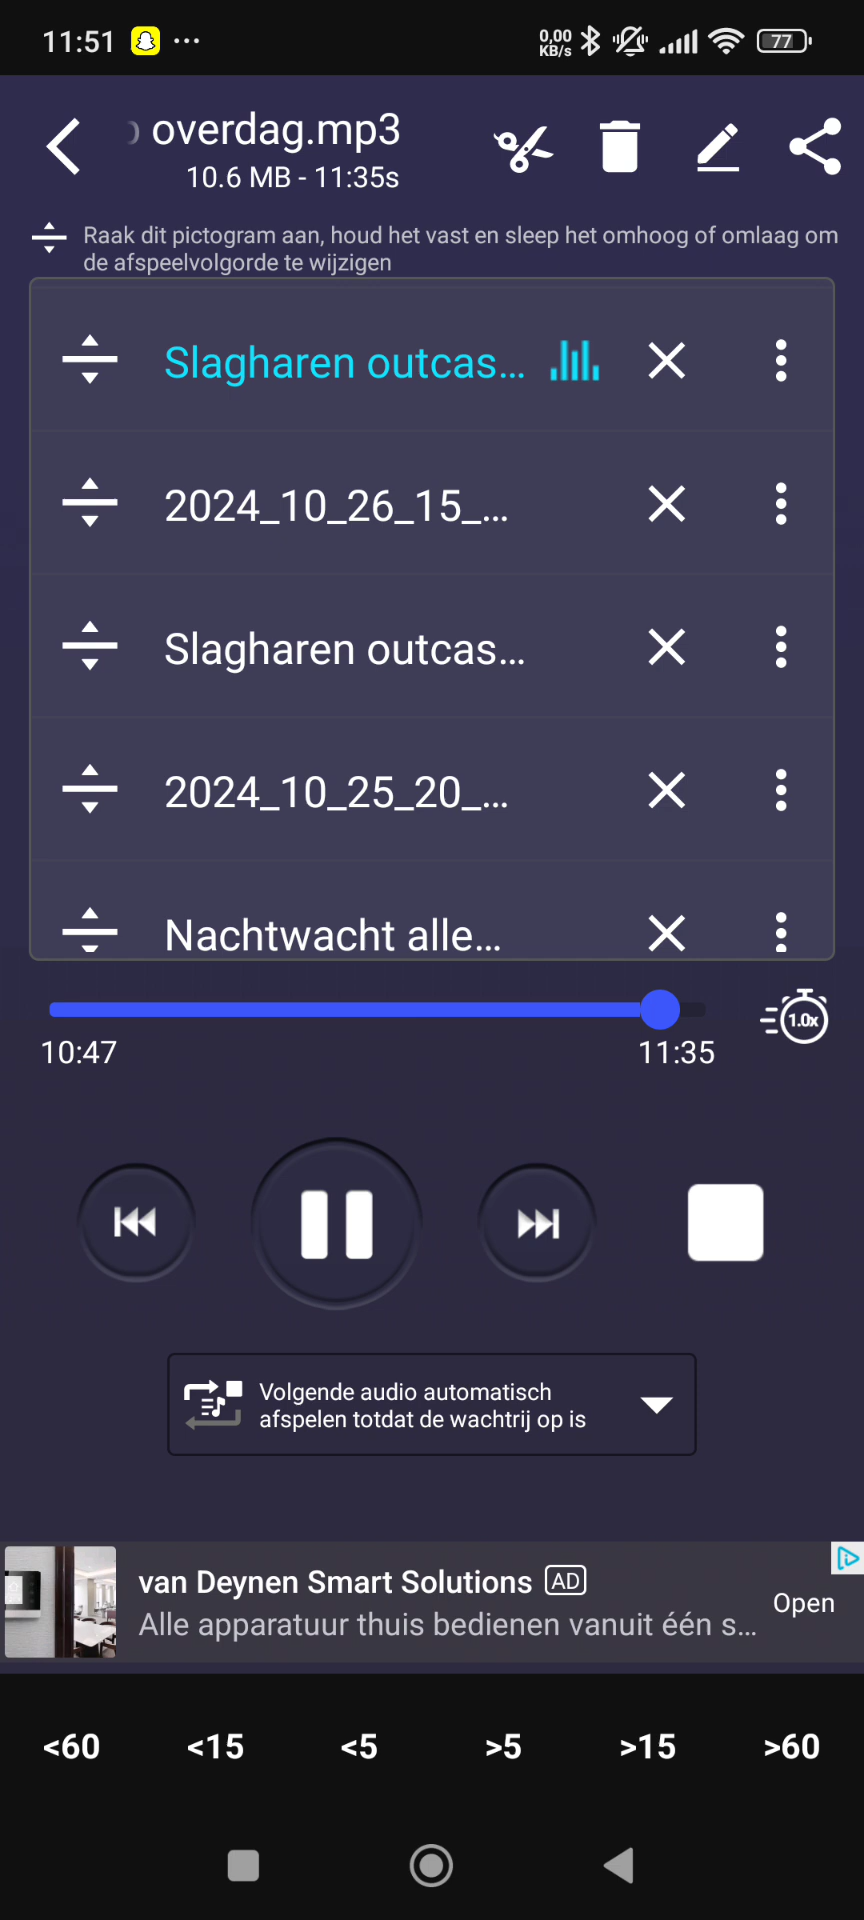 11:51 ... 0,00 KB/s 77
overdag.mp3
10.6 MB - 11:35s
Raak dit pictogram aan, houd het vast en sleep het omhoog of omlaag om
de afspeelvolgorde te wijzigen
Slagharen outcas...
2024_10_26_15_...
Slagharen outcas...
2024_10_25_20_...
Nachtwacht alle...
1.0x
10:47 11:35
Volgende audio automatisch
afspelen totdat de wachtrij op is
van Deynen Smart Solutions AD
Open
Alle apparatuur thuis bedienen vanuit één s...
<60 <15 <5 >5 >15 >60